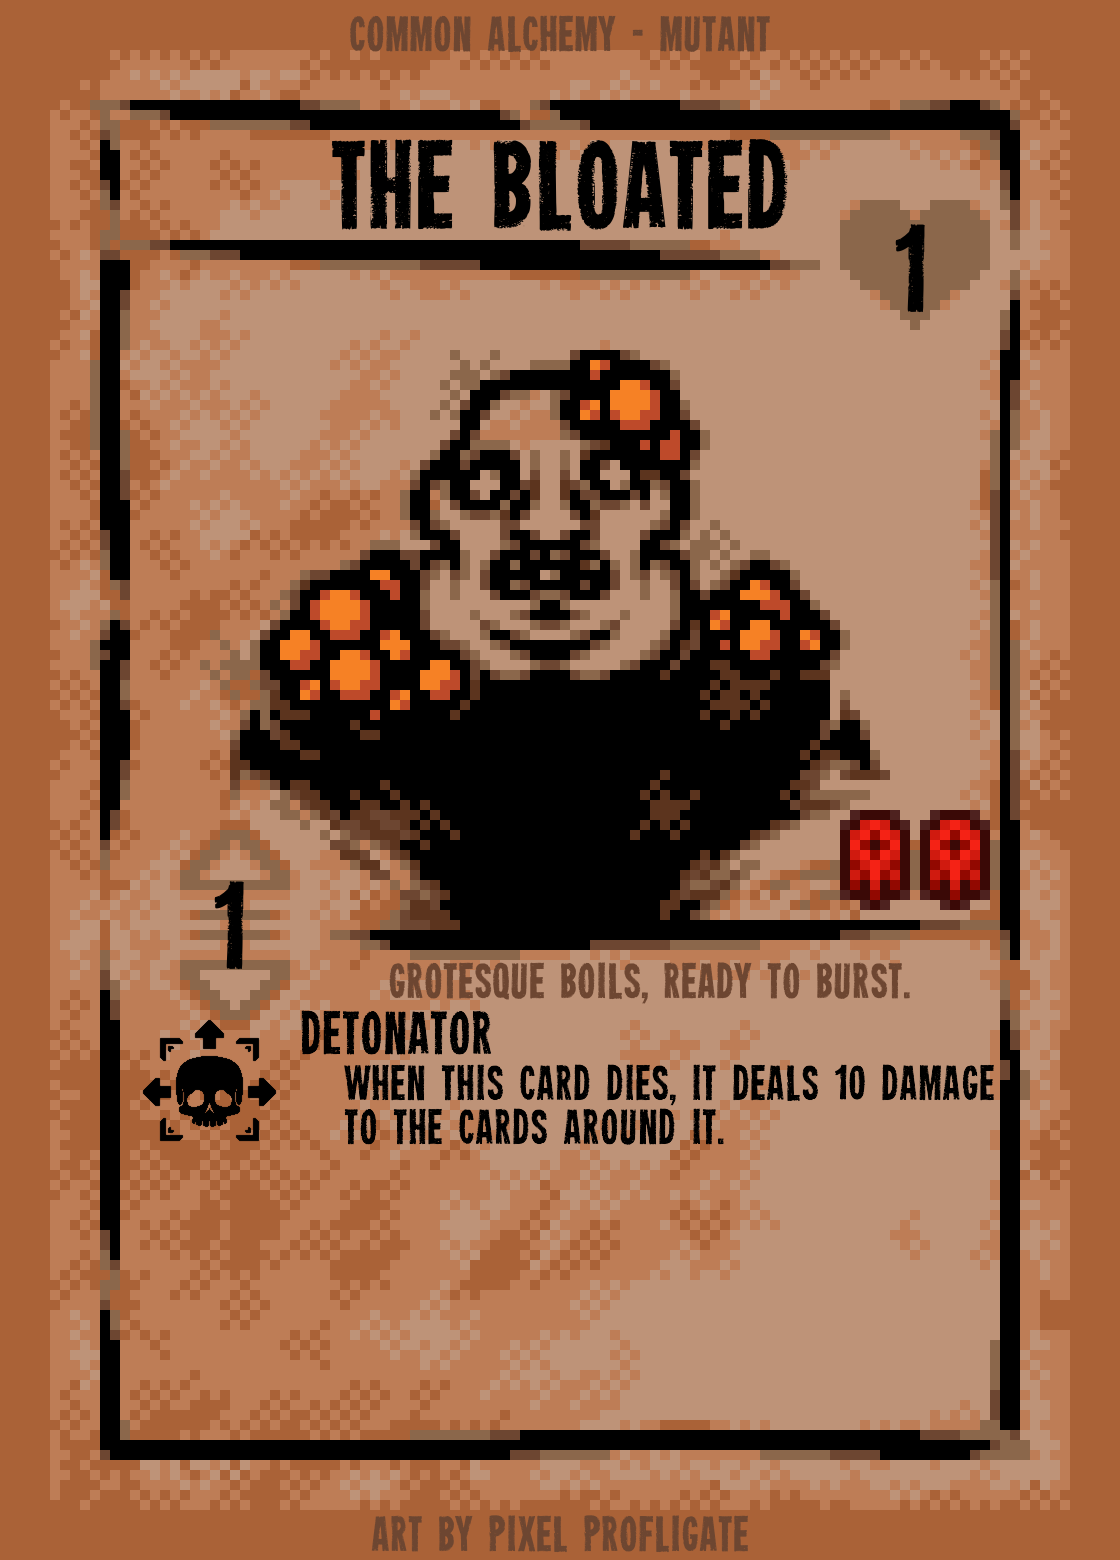 COMMON ALCHEMY - MUTANT
THE BLOATED
1
1
GROTESQUE BOILS, READY TO BURST.
DETONATOR
WHEN THIS CARD DIES, IT DEALS 10 DAMAGE
TO THE CARDS AROUND IT.
ART BY PIXEL PROFLIGATE